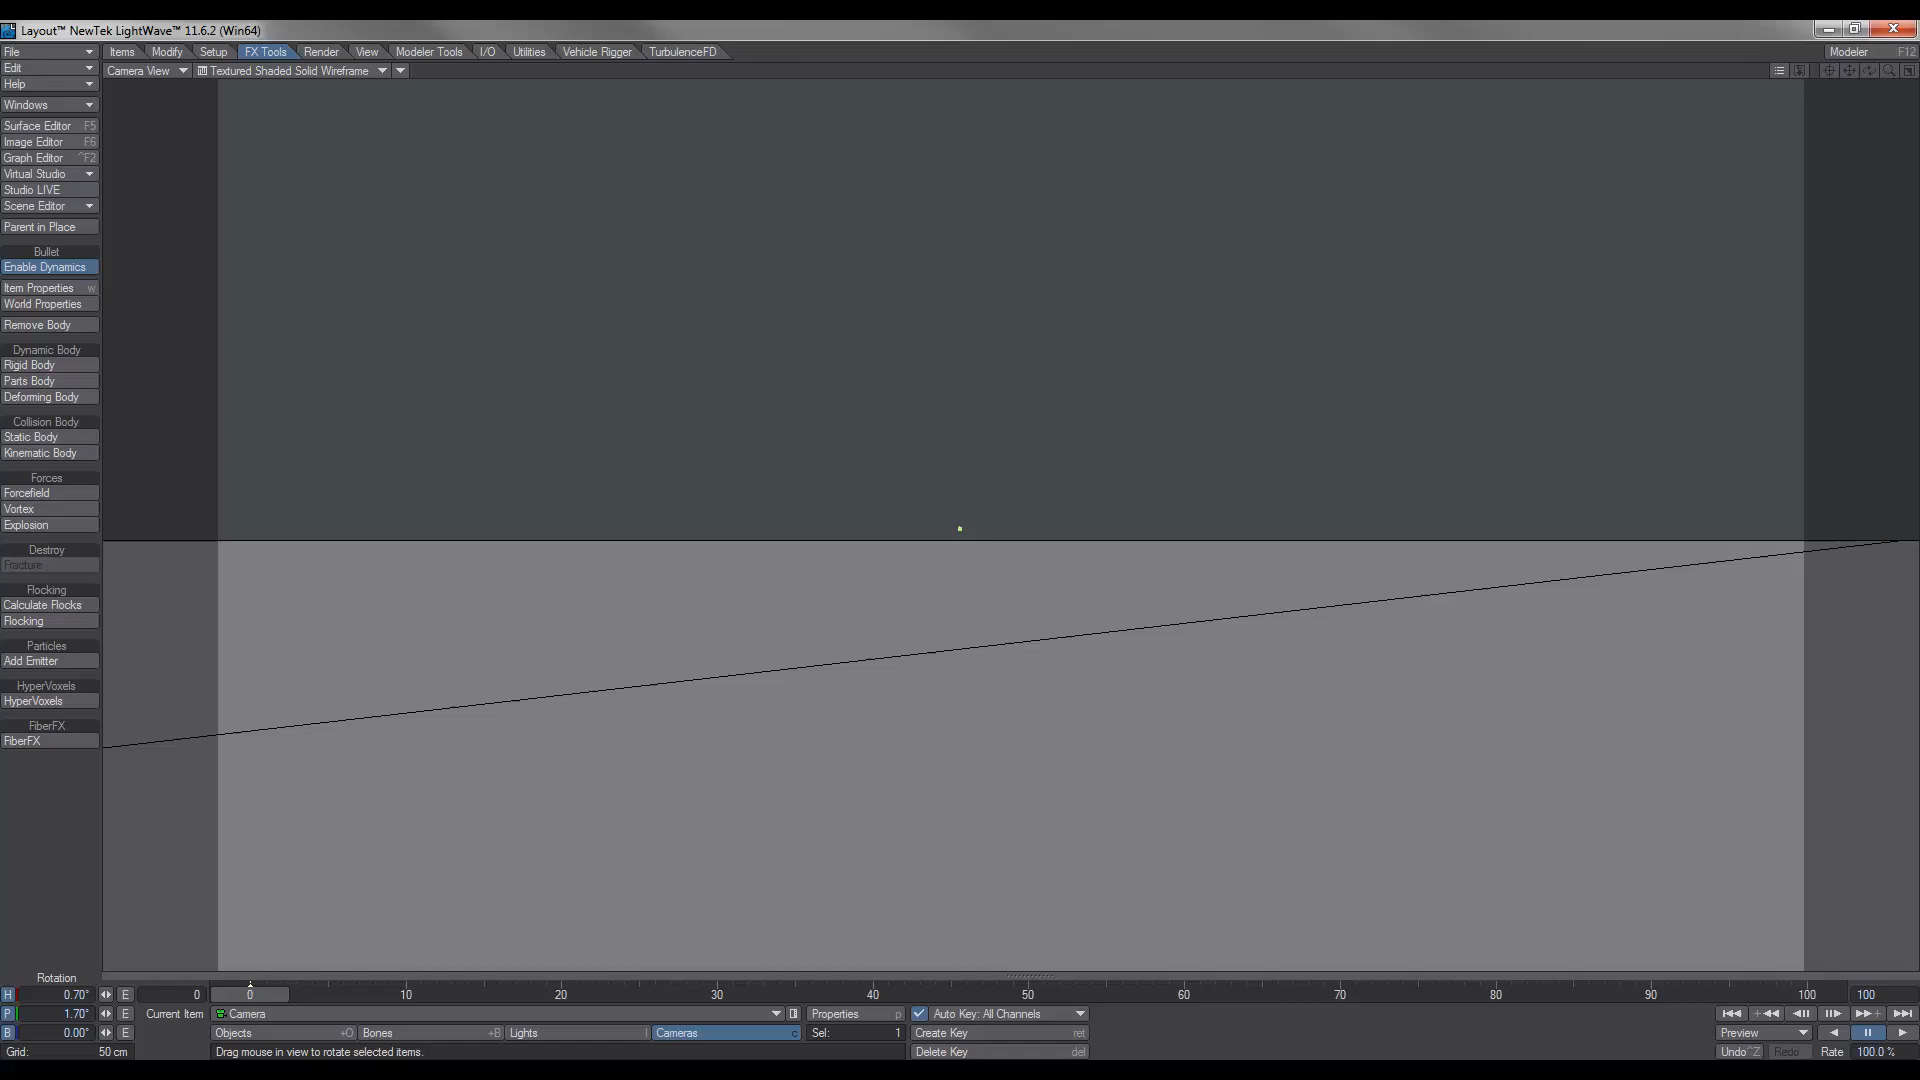 Layout™ NewTek LightWave™ 11.6.2 (Win64)
File Items Modify Setup FX Tools Render View Modeler Tools I/O Utilities Vehicle Rigger TurbulenceFD Modeler F12
Edit Camera View Textured Shaded Solid Wireframe
Help
Windows
Surface Editor F5
Image Editor F6
Graph Editor ^F2
Virtual Studio
Studio LIVE
Scene Editor
Parent in Place
Bullet
Enable Dynamics
Item Properties w
World Properties
Remove Body
Dynamic Body
Rigid Body
Parts Body
Deforming Body
Collision Body
Static Body
Kinematic Body
Forces
Forcefield
Vortex
Explosion
Destroy
Fracture
Flocking
Calculate Flocks
Flocking
Particles
Add Emitter
HyperVoxels
HyperVoxels
FiberFX
FiberFX
Rotation
H 0.70° E 0 0 10 20 30 40 50 60 70 80 90 100 100
P 1.70° E Current Item Camera Properties p Auto Key: All Channels
B 0.00° E Objects +O Bones +B Lights l Cameras c Sel: 1 Create Key ret Preview
Grid: 50 cm Drag mouse in view to rotate selected items. Delete Key del Undo ^Z Redo Rate 100.0 %